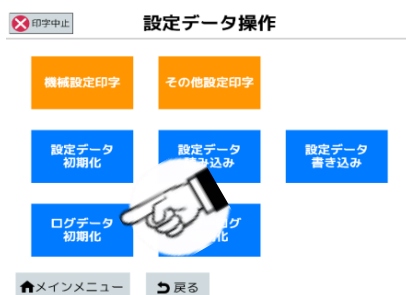 印字中止
設定データ操作
機械設定印字
その他設定印字
設定データ
初期化
設定データ
み込み
設定データ
書き込み
ログデータ
初期化
グ
化
メインメニュー
戻る